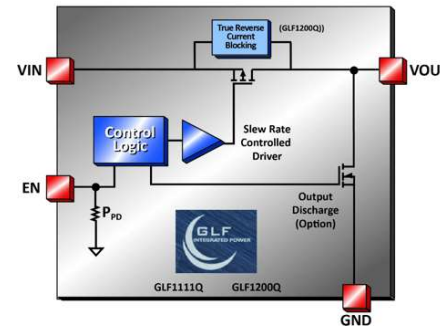 True Reverse
Current
Blocking
(GLF1200Q))
VIN
VOU
Control
Logic
Slew Rate
Controlled
Driver
EN
PPD
Output
Discharge
(Option)
GLF
INTEGRATED POWER
GLF1111Q GLF1200Q
GND